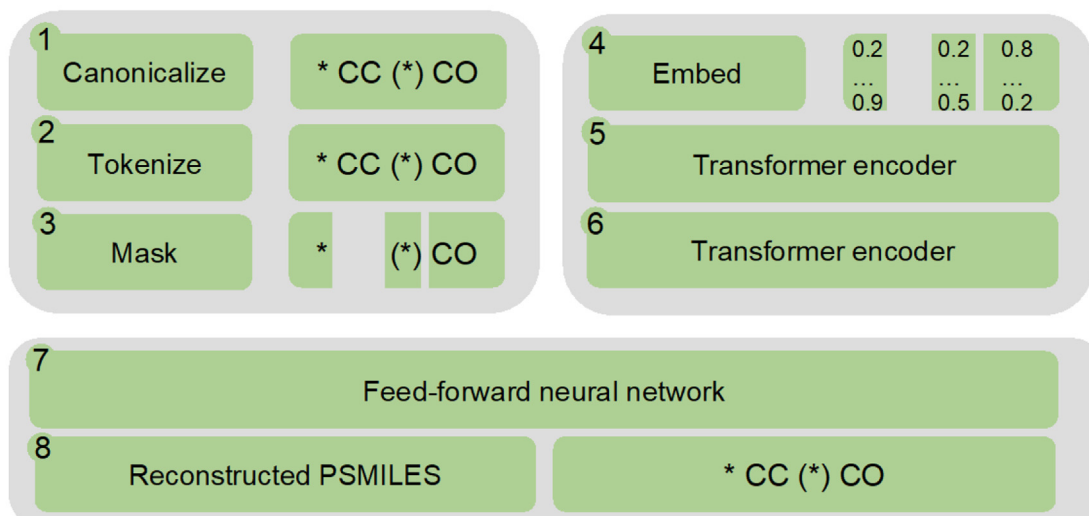 1
Canonicalize
* CC (*) CO
2
Tokenize
* CC (*) CO
3
Mask
* (*) CO
4
Embed
0.2 0.2 0.8
... ... ...
0.9 0.5 0.2
5
Transformer encoder
6
Transformer encoder
7
Feed-forward neural network
8
Reconstructed PSMILES
* CC (*) CO